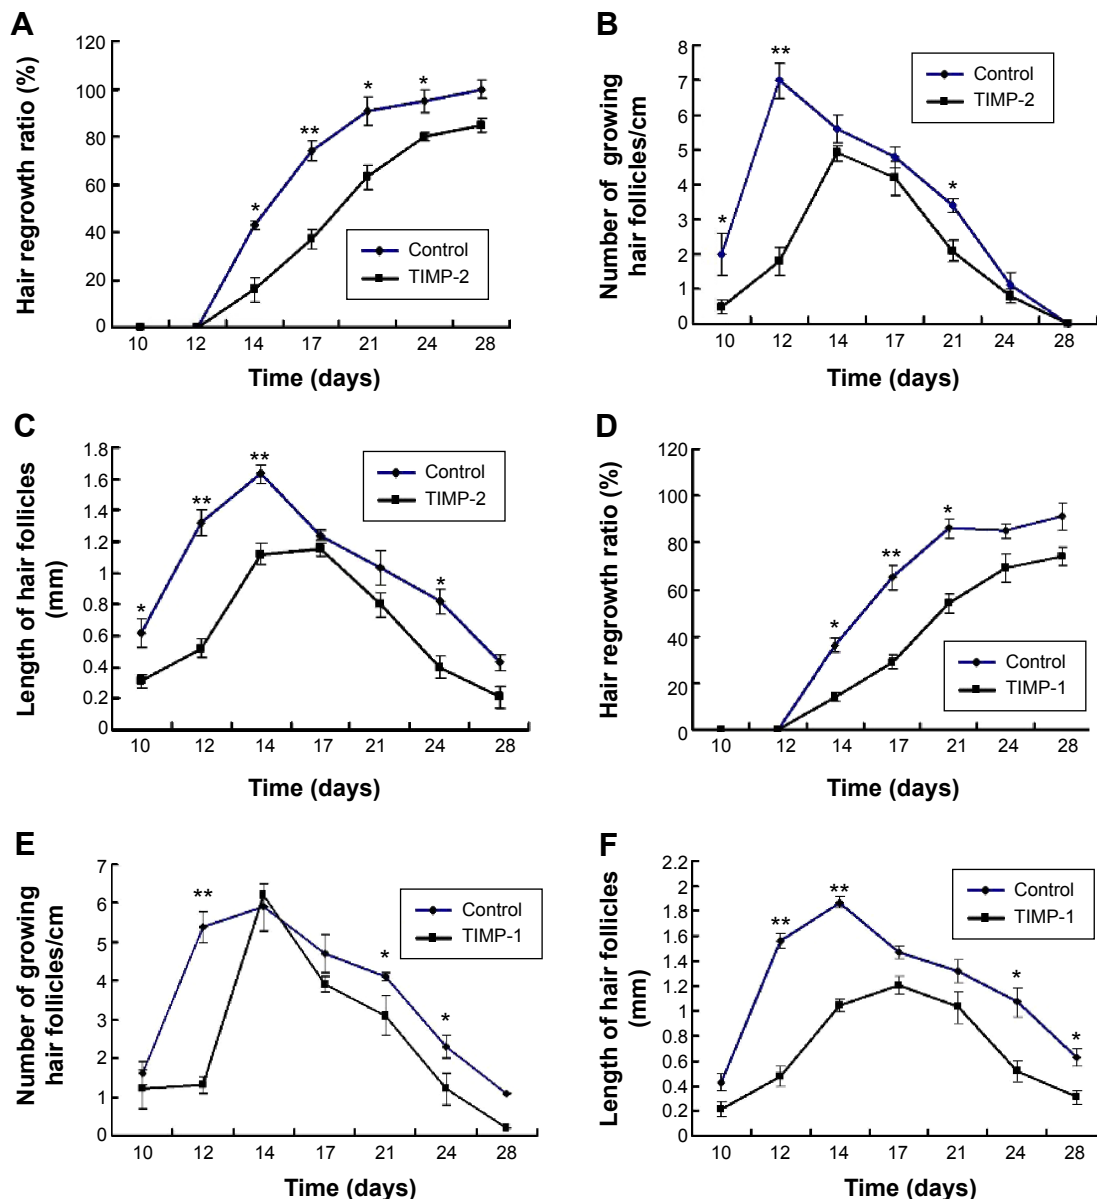 A
Hair regrowth ratio (%)
120
100
80
60
40
20
0
* ** * *
Control
TIMP-2
10 12 14 17 21 24 28
Time (days)
B
Number of growing
hair follicles/cm
8
7
6
5
4
3
2
1
0
* ** *
Control
TIMP-2
10 12 14 17 21 24 28
Time (days)
C
Length of hair follicles
(mm)
1.8
1.6
1.4
1.2
1
0.8
0.6
0.4
0.2
0
* ** ** *
Control
TIMP-2
10 12 14 17 21 24 28
Time (days)
D
Hair regrowth ratio (%)
120
100
80
60
40
20
0
* ** *
Control
TIMP-1
10 12 14 17 21 24 28
Time (days)
E
Number of growing
hair follicles/cm
7
6
5
4
3
2
1
0
** * *
Control
TIMP-1
10 12 14 17 21 24 28
Time (days)
F
Length of hair follicles
(mm)
2.2
2
1.8
1.6
1.4
1.2
1
0.8
0.6
0.4
0.2
0
** ** * *
Control
TIMP-1
10 12 14 17 21 24 28
Time (days)